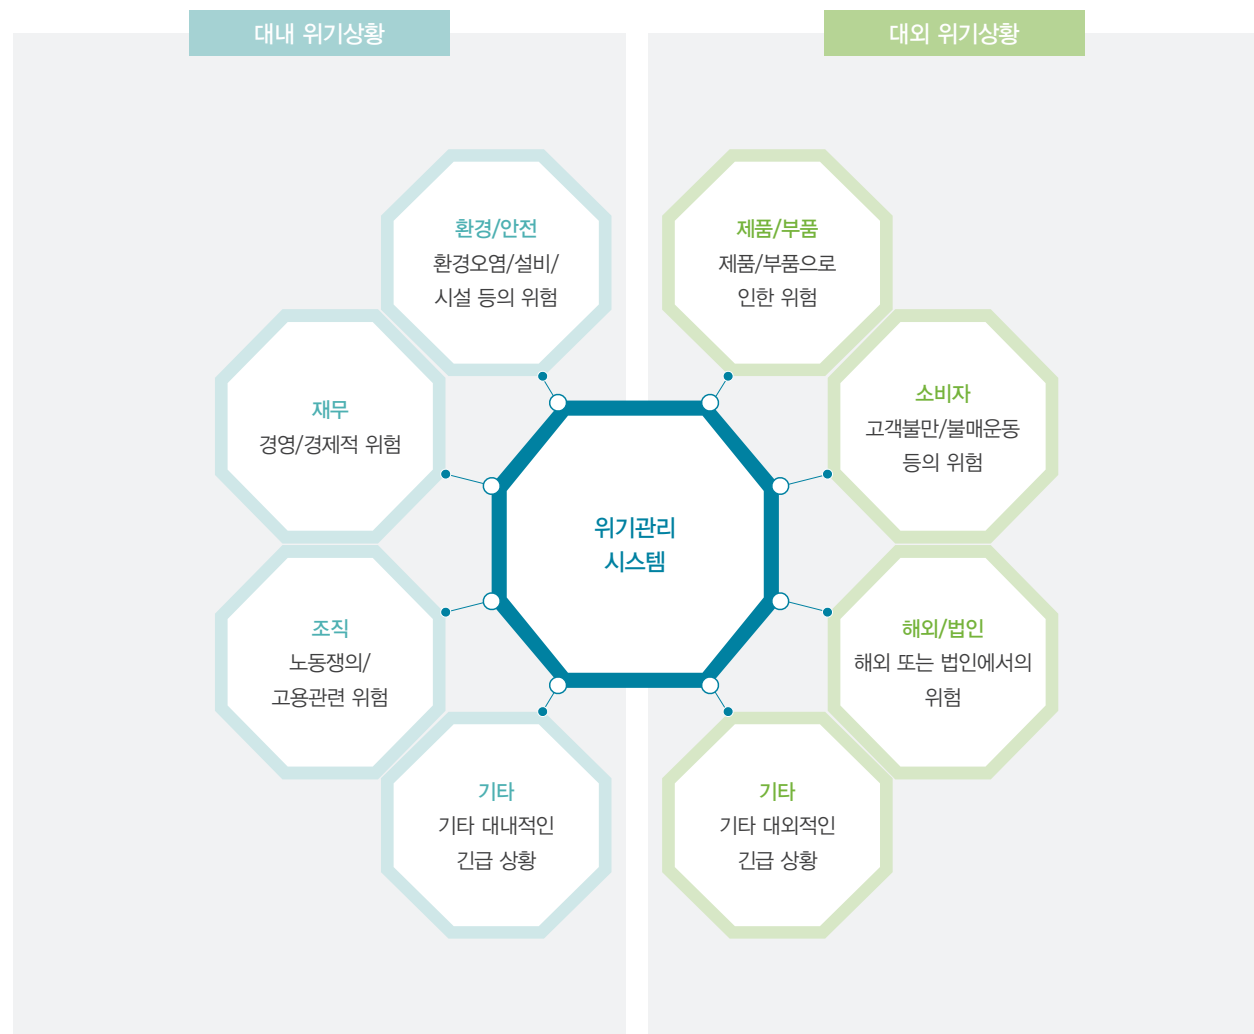 대내 위기상황
환경/안전
환경오염/설비/
시설 등의 위험
재무
경영/경제적 위험
조직
노동쟁의/
고용관련 위험
기타
기타 대내적인
긴급 상황
위기관리
시스템
대외 위기상황
제품/부품
제품/부품으로
인한 위험
소비자
고객불만/불매운동
등의 위험
해외/법인
해외 또는 법인에서의
위험
기타
기타 대외적인
긴급 상황